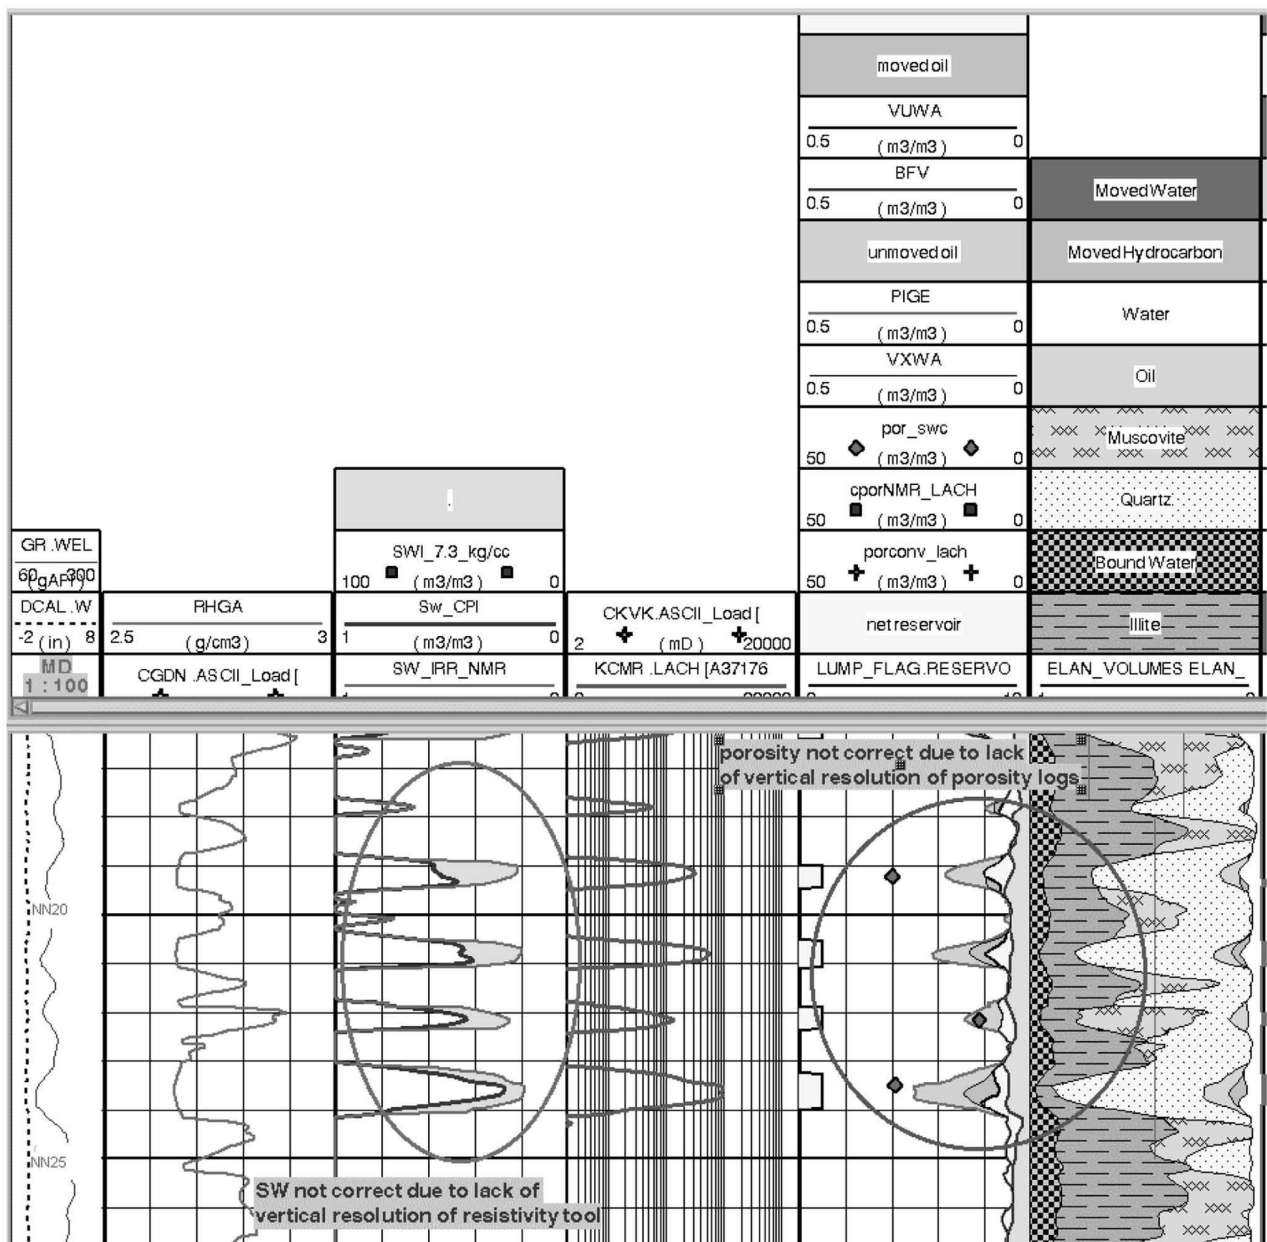 moved oil
VUWA
0.5 (m3/m3) 0
BFV
0.5 (m3/m3) 0
Moved Water
unmoved oil
Moved Hydrocarbon
PIGE
0.5 (m3/m3) 0
Water
VXWA
0.5 (m3/m3) 0
Oil
por_swc
50 (m3/m3) 0
Muscovite
.
cporNMR_LACH
50 (m3/m3) 0
Quartz.
GR .WEL
60 (gAPI) 300
SWI_7.3_kg/cc
100 (m3/m3) 0
porconv_lach
50 (m3/m3) 0
Bound Water
DCAL .W
-2 (in) 8
RHGA
2.5 (g/cm3) 3
Sw_CPI
1 (m3/m3) 0
CKVK.ASCII_Load [
2 (mD) 20000
net reservoir
Illite
MD
1 : 100
CGDN .ASCII_Load [
SW_IRR_NMR
KCMR .LACH [A37176
LUMP_FLAG.RESERVO
ELAN_VOLUMES ELAN_
porosity not correct due to lack
of vertical resolution of porosity logs
NN20
NN25
SW not correct due to lack of
vertical resolution of resistivity tool